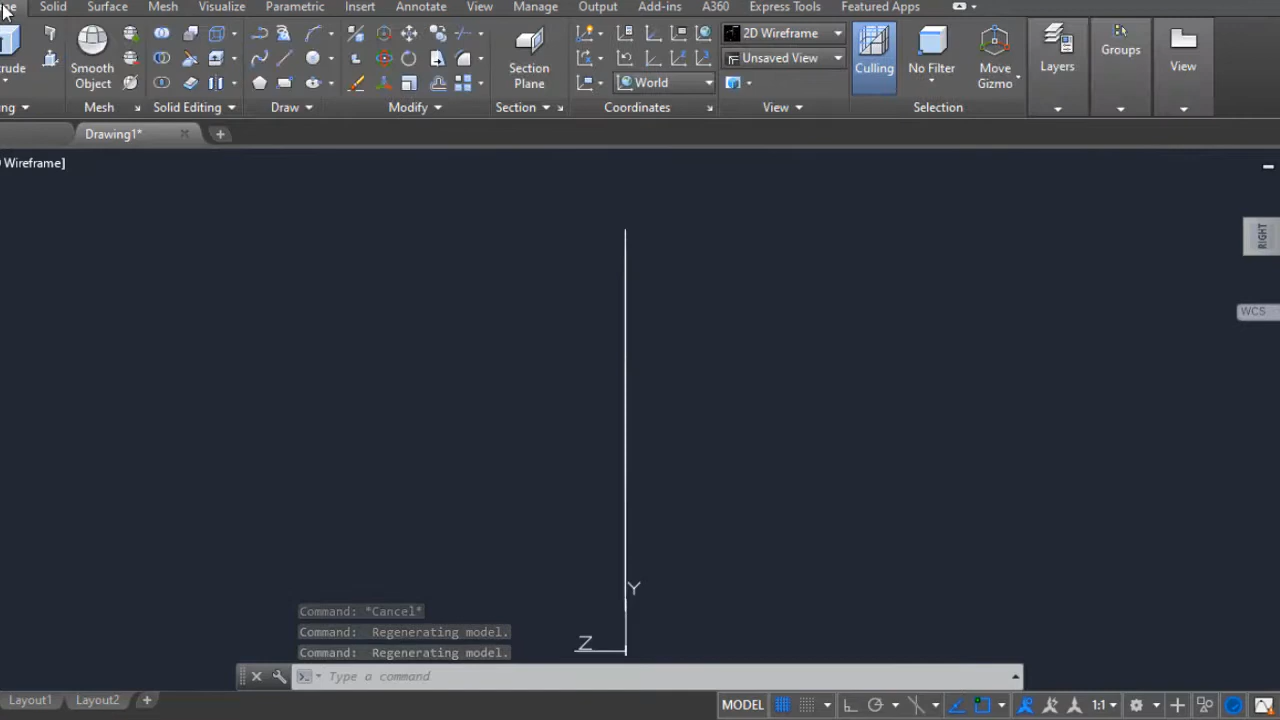 Solid Surface Mesh Visualize Parametric Insert Annotate View Manage Output Add-ins A360 Express Tools Featured Apps
Smooth Object
Section Plane
2D Wireframe
Unsaved View
World
Culling
No Filter
Move Gizmo
Layers
Groups
View
Mesh Solid Editing Draw Modify Section Coordinates View Selection
Drawing1*
Wireframe]
RIGHT
WCS
Y
Z
Command: *Cancel*
Command: Regenerating model.
Command: Regenerating model.
Type a command
Layout1 Layout2
MODEL
1:1